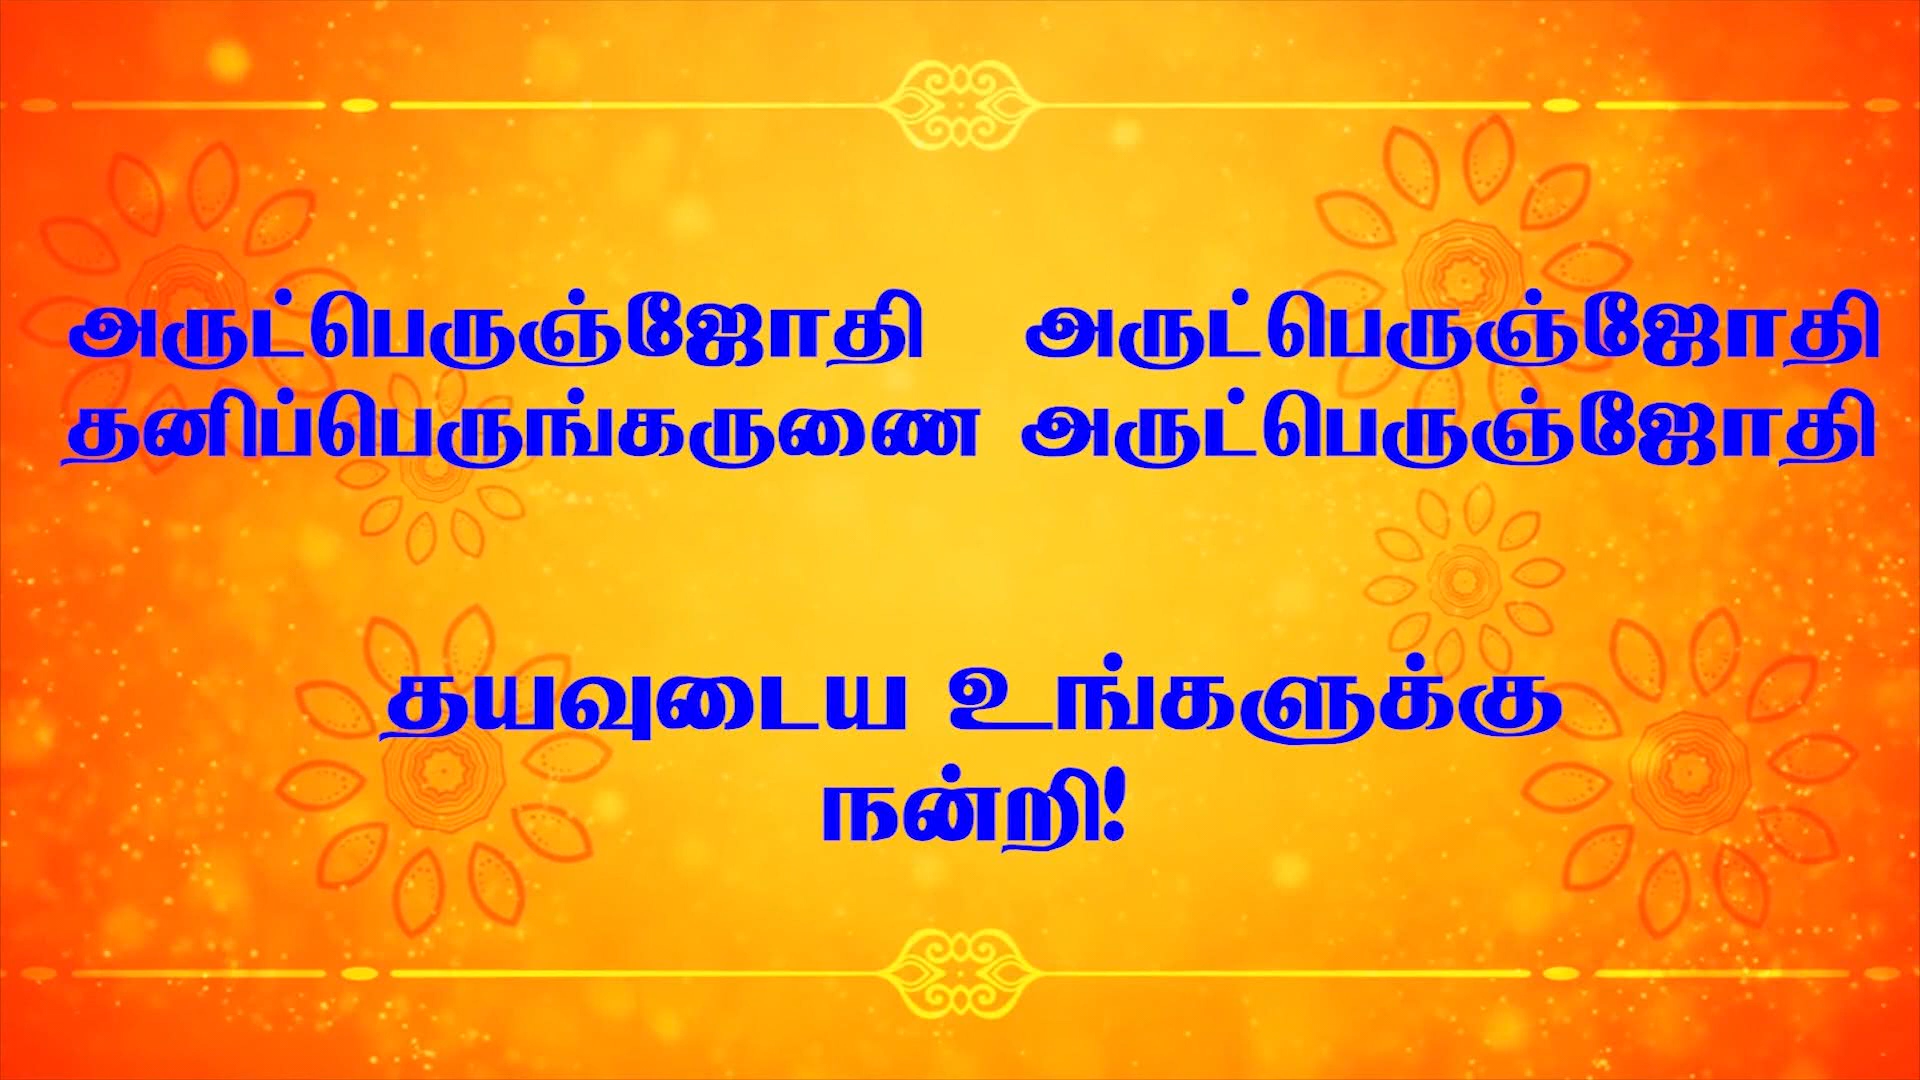 அருட்பெருஞ்ஜோதி அருட்பெருஞ்ஜோதி
தனிப்பெருங்கருணை அருட்பெருஞ்ஜோதி
தயவுடைய உங்களுக்கு
நன்றி!